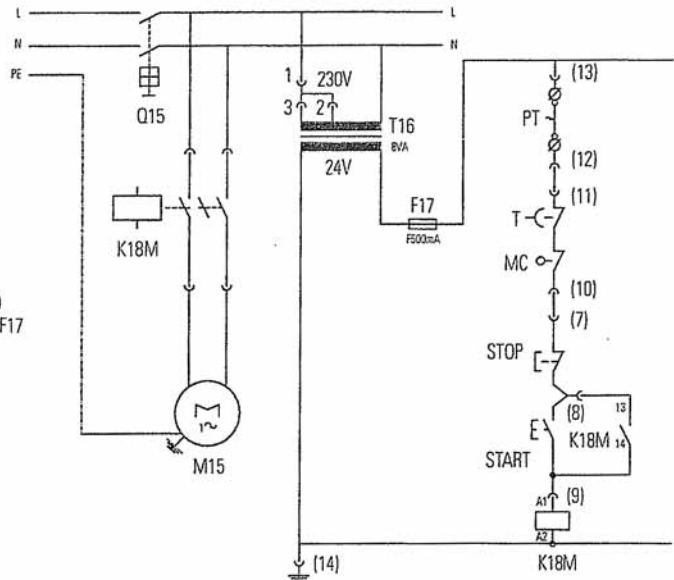 L
L
N
N
PE
Q15
1
230V
3
2
T16
8VA
24V
F17
F500mA
K18M
F17
M
1~
M15
(13)
PT
(12)
(11)
T
MC
(10)
(7)
STOP
(8)
13
K18M
14
START
A1
(9)
A2
K18M
(14)